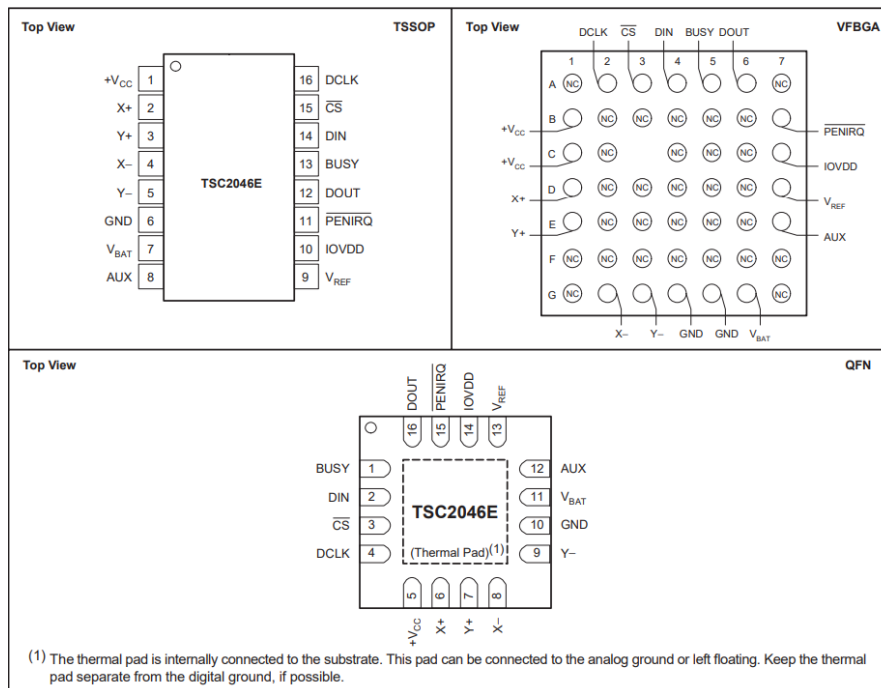 Top View TSSOP
+VCC 1 16 DCLK
X+ 2 15 CS
Y+ 3 14 DIN
X– 4 13 BUSY
TSC2046E
Y– 5 12 DOUT
GND 6 11 PENIRQ
VBAT 7 10 IOVDD
AUX 8 9 VREF
Top View VFBGA
DCLK CS DIN BUSY DOUT
1 2 3 4 5 6 7
A NC NC
B NC NC NC NC NC
+VCC PENIRQ
C NC NC NC NC
+VCC IOVDD
D NC NC NC NC NC
X+ VREF
E NC NC NC NC NC
Y+ AUX
F NC NC NC NC NC NC NC
G NC NC
X– Y– GND GND VBAT
Top View QFN
DOUT PENIRQ IOVDD VREF
16 15 14 13
BUSY 1 12 AUX
DIN 2 11 VBAT
TSC2046E
CS 3 10 GND
DCLK 4 (Thermal Pad)(1) 9 Y–
5 6 7 8
+VCC X+ Y+ X–
(1) The thermal pad is internally connected to the substrate. This pad can be connected to the analog ground or left floating. Keep the thermal
pad separate from the digital ground, if possible.